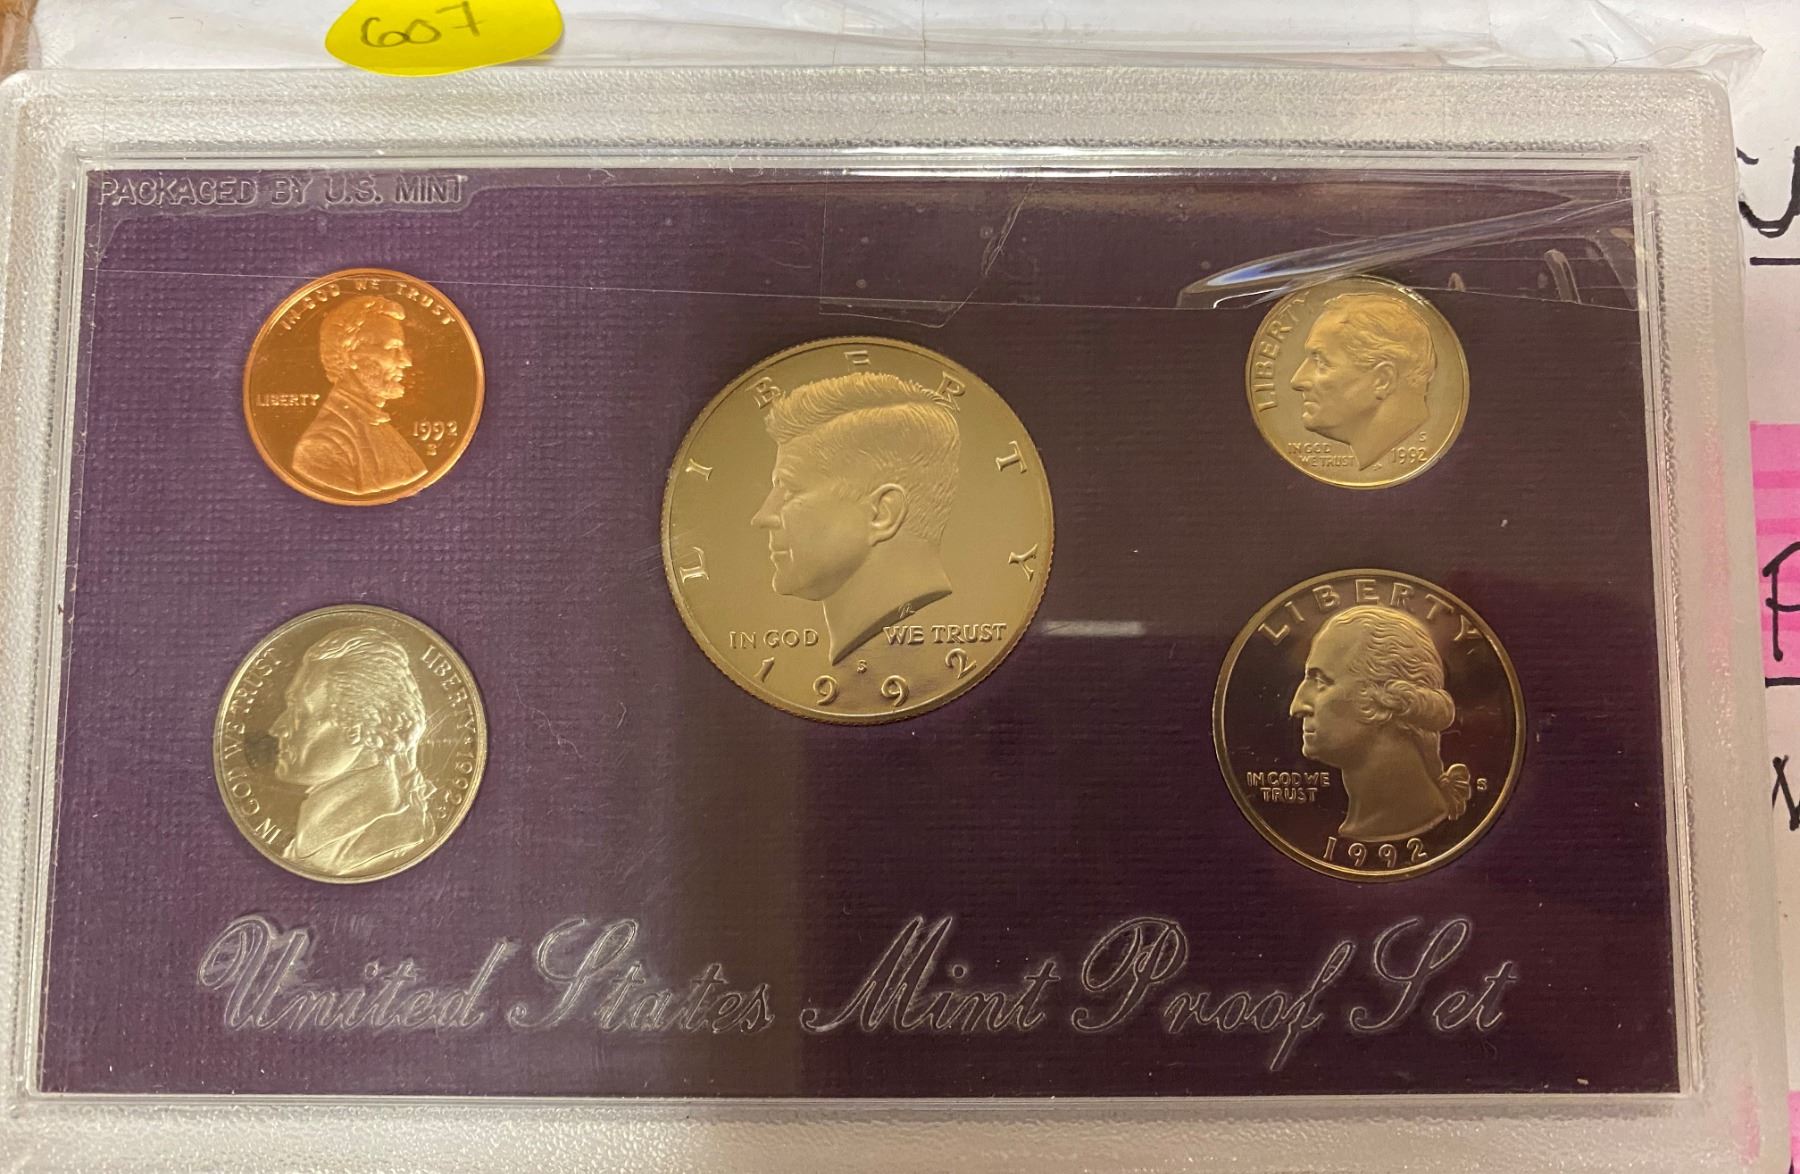 607
PACKAGED BY U.S. MINT
IN GOD WE TRUST
LIBERTY
1992
S
LIBERTY
IN GOD WE TRUST
S
1992
LIBERTY
IN GOD
WE TRUST
S
1992
IN GOD WE TRUST
LIBERTY ★ 1992 S
LIBERTY
IN GOD WE
TRUST
S
1992
United States Mint Proof Set